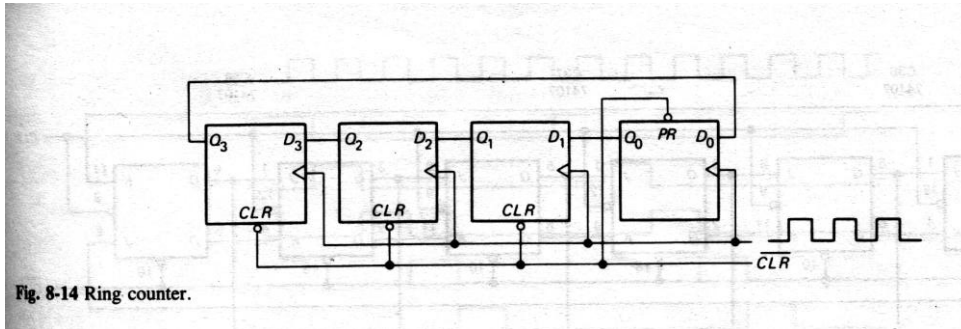 Q3 D3 Q2 D2 Q1 D1 Q0 PR D0
CLR CLR CLR
CLR
Fig. 8-14 Ring counter.